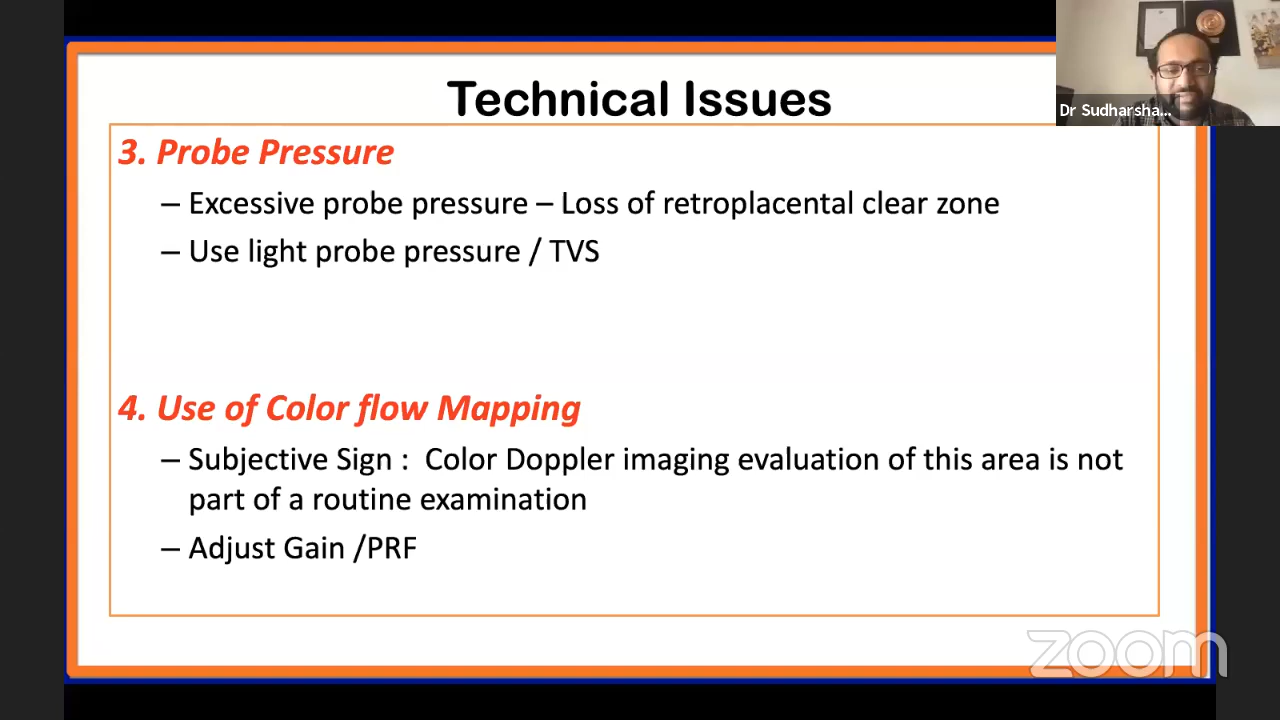 Technical Issues
Dr Sudharsha...
3. Probe Pressure
– Excessive probe pressure – Loss of retroplacental clear zone
– Use light probe pressure / TVS
4. Use of Color flow Mapping
– Subjective Sign : Color Doppler imaging evaluation of this area is not
part of a routine examination
– Adjust Gain /PRF
zoom